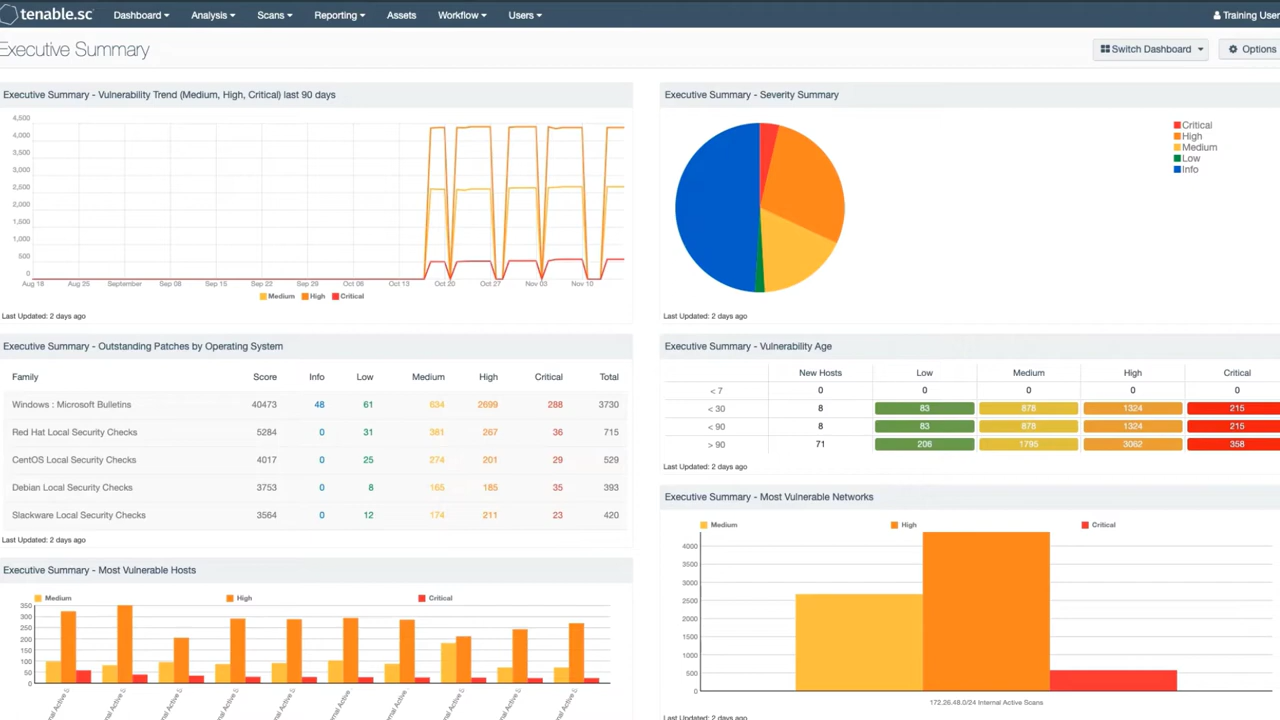 tenable.sc Dashboard Analysis Scans Reporting Assets Workflow Users Training User
Executive Summary Switch Dashboard Options
Executive Summary - Vulnerability Trend (Medium, High, Critical) last 90 days
4,500
4,000
3,500
3,000
2,500
2,000
1,500
1,000
500
0
Aug 18 Aug 25 September Sep 08 Sep 15 Sep 22 Sep 29 Oct 06 Oct 13 Oct 20 Oct 27 Nov 03 Nov 10
Medium High Critical
Last Updated: 2 days ago
Executive Summary - Severity Summary
Critical
High
Medium
Low
Info
Last Updated: 2 days ago
Executive Summary - Outstanding Patches by Operating System
Family Score Info Low Medium High Critical Total
Windows : Microsoft Bulletins 40473 48 61 634 2699 288 3730
Red Hat Local Security Checks 5284 0 31 381 267 36 715
CentOS Local Security Checks 4017 0 25 274 201 29 529
Debian Local Security Checks 3753 0 8 165 185 35 393
Slackware Local Security Checks 3564 0 12 174 211 23 420
Last Updated: 2 days ago
Executive Summary - Vulnerability Age
New Hosts Low Medium High Critical
< 7 0 0 0 0 0
< 30 8 83 878 1324 215
< 90 8 83 878 1324 215
> 90 71 206 1795 3062 358
Last Updated: 2 days ago
Executive Summary - Most Vulnerable Hosts
Medium High Critical
350
300
250
200
150
100
50
0
Executive Summary - Most Vulnerable Networks
Medium High Critical
4000
3500
3000
2500
2000
1500
1000
500
0
172.26.48.0/24 Internal Active Scans
Last Updated: 2 days ago